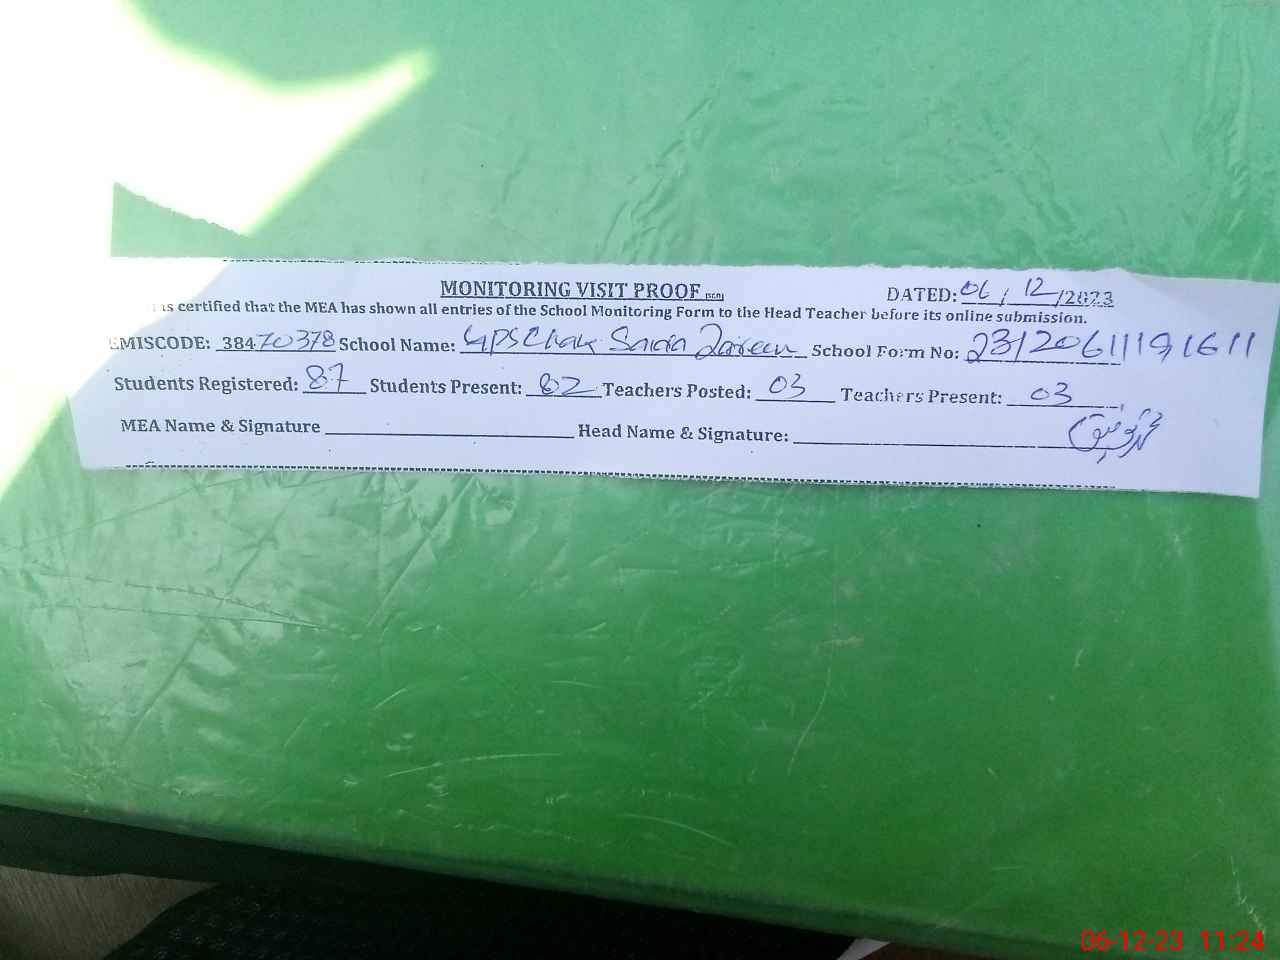 MONITORING VISIT PROOF (SGN) DATED: 06/12/2023
is certified that the MEA has shown all entries of the School Monitoring Form to the Head Teacher before its online submission.
EMISCODE: 38470378 School Name: GPS Chak School Form No: 23120611191611
Students Registered: 87 Students Present: 82 Teachers Posted: 03 Teachers Present: 03
MEA Name & Signature Head Name & Signature:
06-12-23 11:24